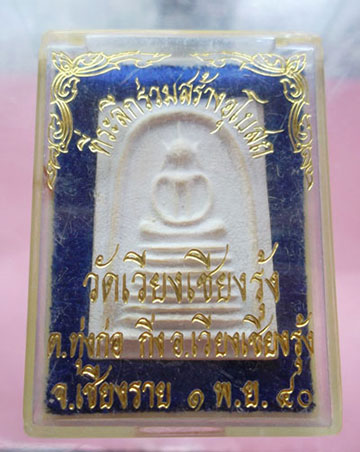 ที่ระลึกร่วมสร้างอุโบสถ
วัดเวียงเชียงรุ้ง
ต.ทุ่งก่อ กิ่ง อ.เวียงเชียงรุ้ง
จ.เชียงราย ๑ พ.ย. ๔๐